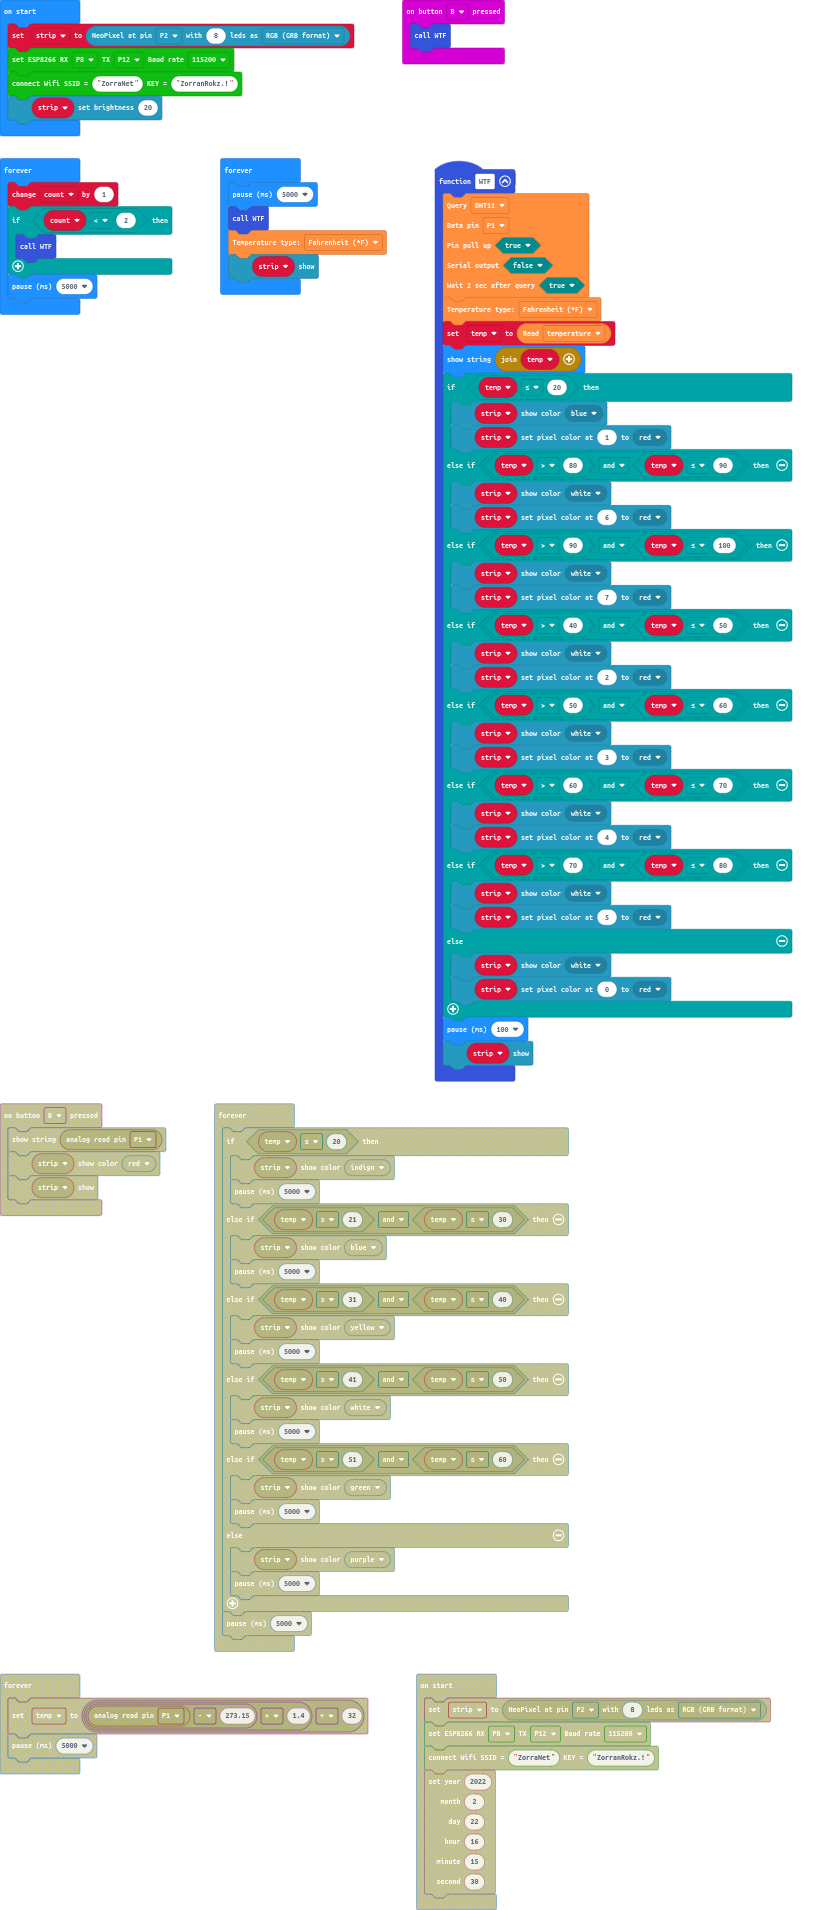 on start
set strip to NeoPixel at pin P2 with 8 leds as RGB (GRB format)
set ESP8266 RX P8 TX P12 Baud rate 115200
connect Wifi SSID = "ZorraNet" KEY = "ZorranRokz.!"
strip set brightness 20
on button B pressed
call WTF
forever
change count by 1
if count < 2 then
call WTF
pause (ms) 5000
forever
pause (ms) 5000
call WTF
Temperature type: Fahrenheit (*F)
strip show
function WTF
Query DHT11
Data pin P1
Pin pull up true
Serial output false
Wait 2 sec after query true
Temperature type: Fahrenheit (*F)
set temp to Read temperature
show string join temp
if temp ≤ 20 then
strip show color blue
strip set pixel color at 1 to red
else if temp > 80 and temp ≤ 90 then
strip show color white
strip set pixel color at 6 to red
else if temp > 90 and temp ≤ 100 then
strip show color white
strip set pixel color at 7 to red
else if temp > 40 and temp ≤ 50 then
strip show color white
strip set pixel color at 2 to red
else if temp > 50 and temp ≤ 60 then
strip show color white
strip set pixel color at 3 to red
else if temp > 60 and temp ≤ 70 then
strip show color white
strip set pixel color at 4 to red
else if temp > 70 and temp ≤ 80 then
strip show color white
strip set pixel color at 5 to red
else
strip show color white
strip set pixel color at 0 to red
pause (ms) 100
strip show
on button B pressed
show string analog read pin P1
strip show color red
strip show
forever
if temp ≤ 20 then
strip show color indigo
pause (ms) 5000
else if temp ≥ 21 and temp ≤ 30 then
strip show color blue
pause (ms) 5000
else if temp ≥ 31 and temp ≤ 40 then
strip show color yellow
pause (ms) 5000
else if temp ≥ 41 and temp ≤ 50 then
strip show color white
pause (ms) 5000
else if temp ≥ 51 and temp ≤ 60 then
strip show color green
pause (ms) 5000
else
strip show color purple
pause (ms) 5000
pause (ms) 5000
forever
set temp to analog read pin P1 - 273.15 × 1.4 + 32
pause (ms) 5000
on start
set strip to NeoPixel at pin P2 with 8 leds as RGB (GRB format)
set ESP8266 RX P8 TX P12 Baud rate 115200
connect Wifi SSID = "ZorraNet" KEY = "ZorranRokz.!"
set year 2022
month 2
day 22
hour 16
minute 15
second 30